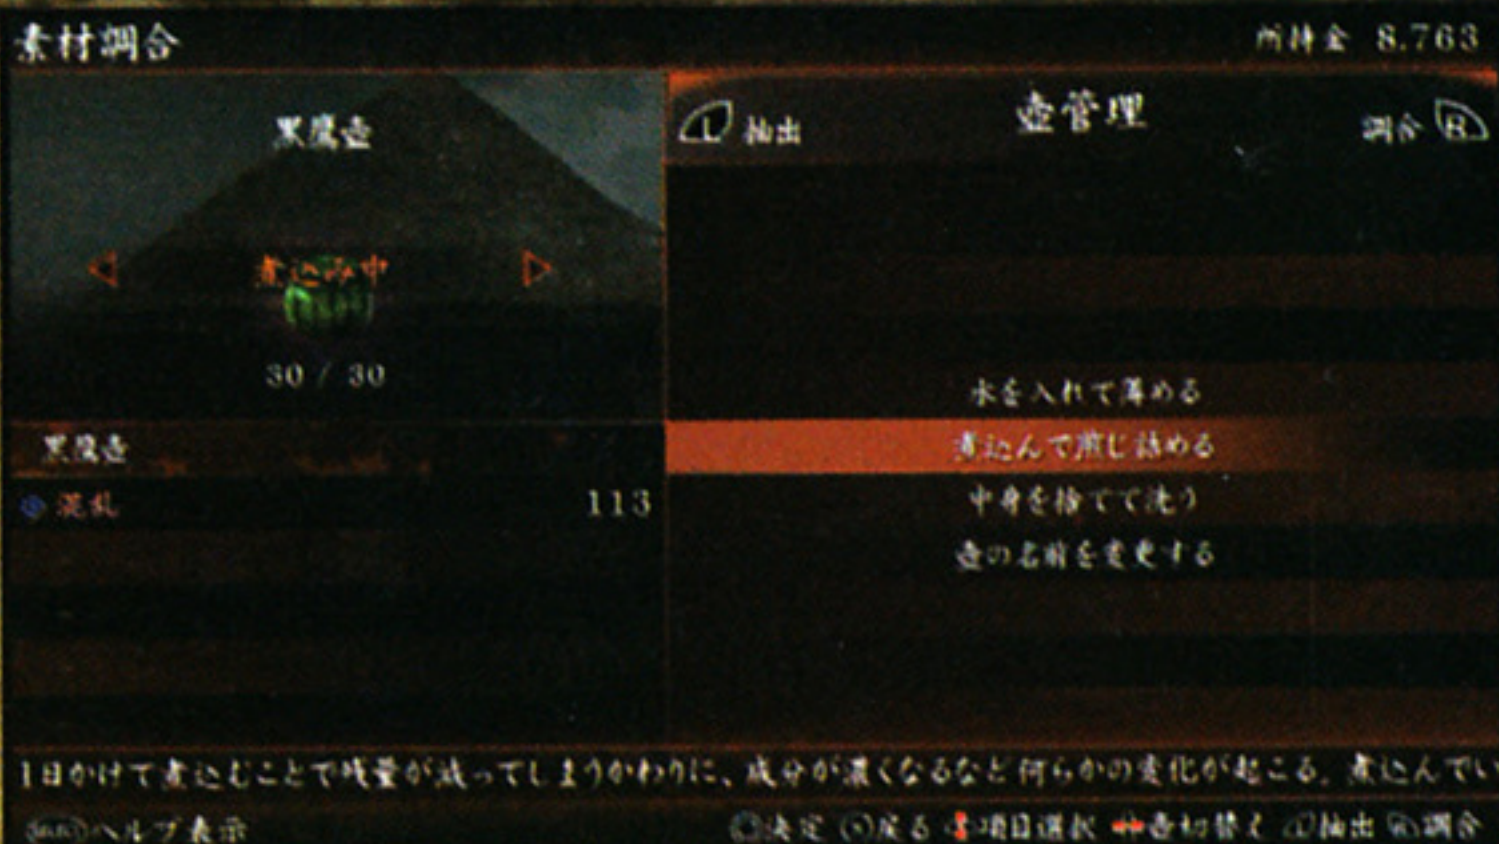 素材調合
所持金 8.763
黒鷹壺
L 抽出
壺管理
調合 R
煮込み中
30 / 30
黒鷹壺
混乱 113
水を入れて薄める
煮込んで煎じ詰める
中身を捨てて洗う
壺の名前を変更する
1日かけて煮込むことで残量が減ってしまうかわりに、成分が濃くなるなど何らかの変化が起こる。煮込んでい
ヘルプ表示
決定 戻る 項目選択 壺切替え L抽出 R調合